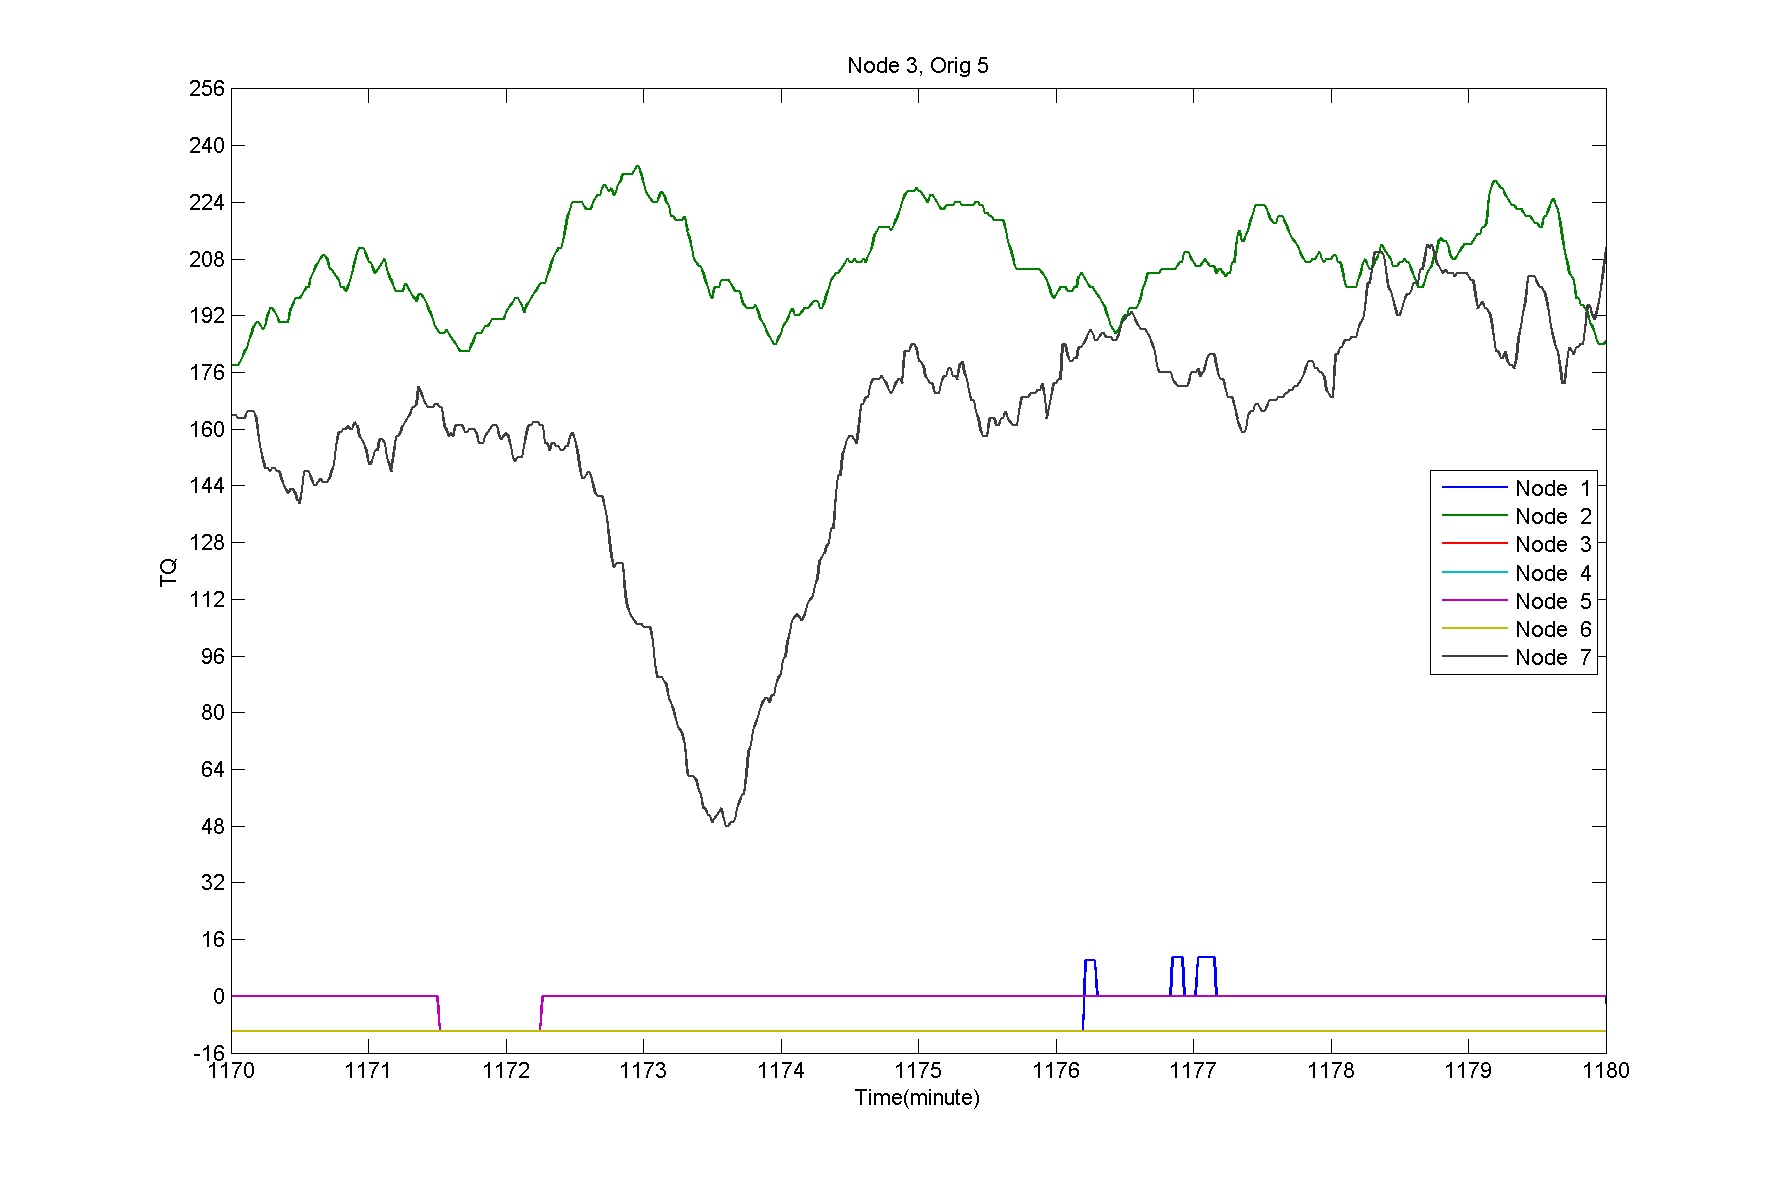 Node 3, Orig 5
256
240
224
208
192
176
160
144
128
112
96
80
64
48
32
16
0
-16
TQ
Node 1
Node 2
Node 3
Node 4
Node 5
Node 6
Node 7
1170 1171 1172 1173 1174 1175 1176 1177 1178 1179 1180
Time(minute)